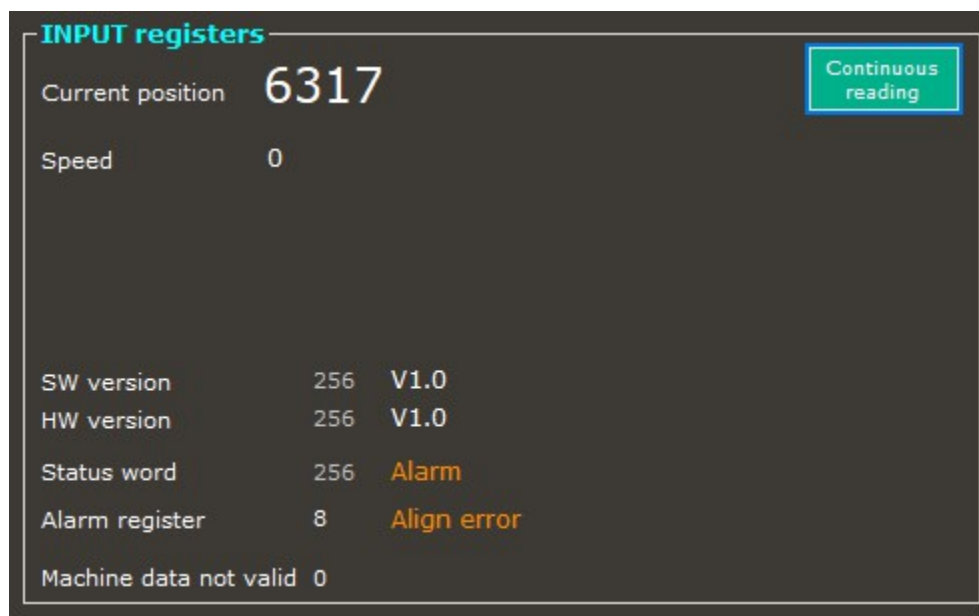 INPUT registers
Current position 6317
Continuous
reading
Speed 0
SW version 256 V1.0
HW version 256 V1.0
Status word 256 Alarm
Alarm register 8 Align error
Machine data not valid 0